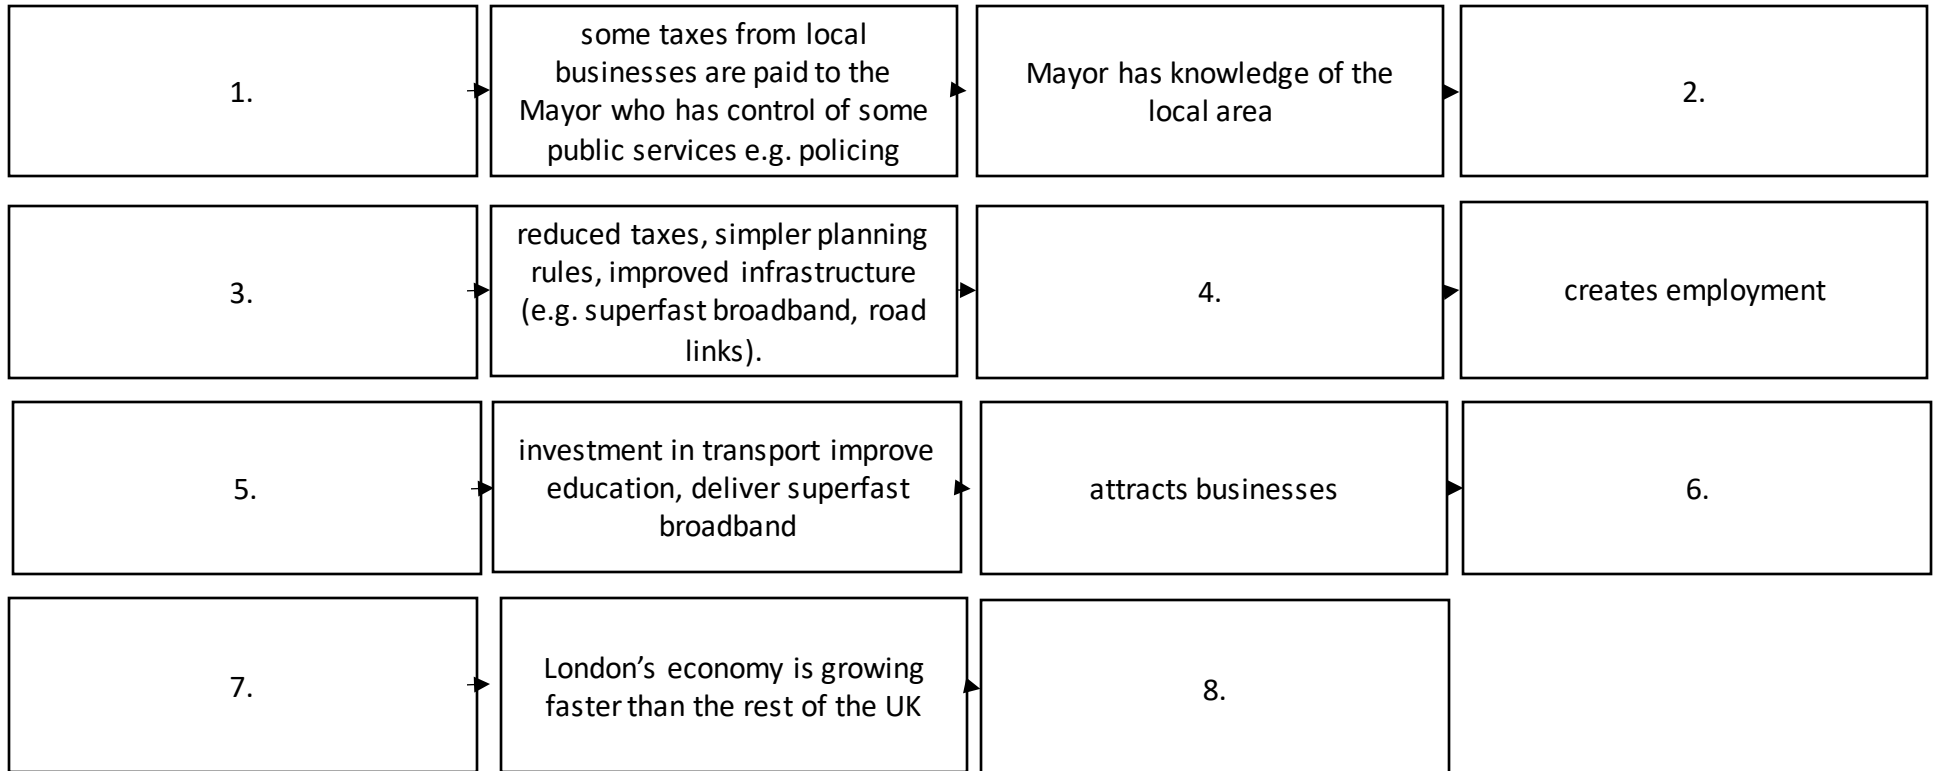 1.
some taxes from local
businesses are paid to the
Mayor who has control of some
public services e.g. policing
Mayor has knowledge of the
local area
2.
3.
reduced taxes, simpler planning
rules, improved infrastructure
(e.g. superfast broadband, road
links).
4.
creates employment
5.
investment in transport improve
education, deliver superfast
broadband
attracts businesses
6.
7.
London’s economy is growing
faster than the rest of the UK
8.